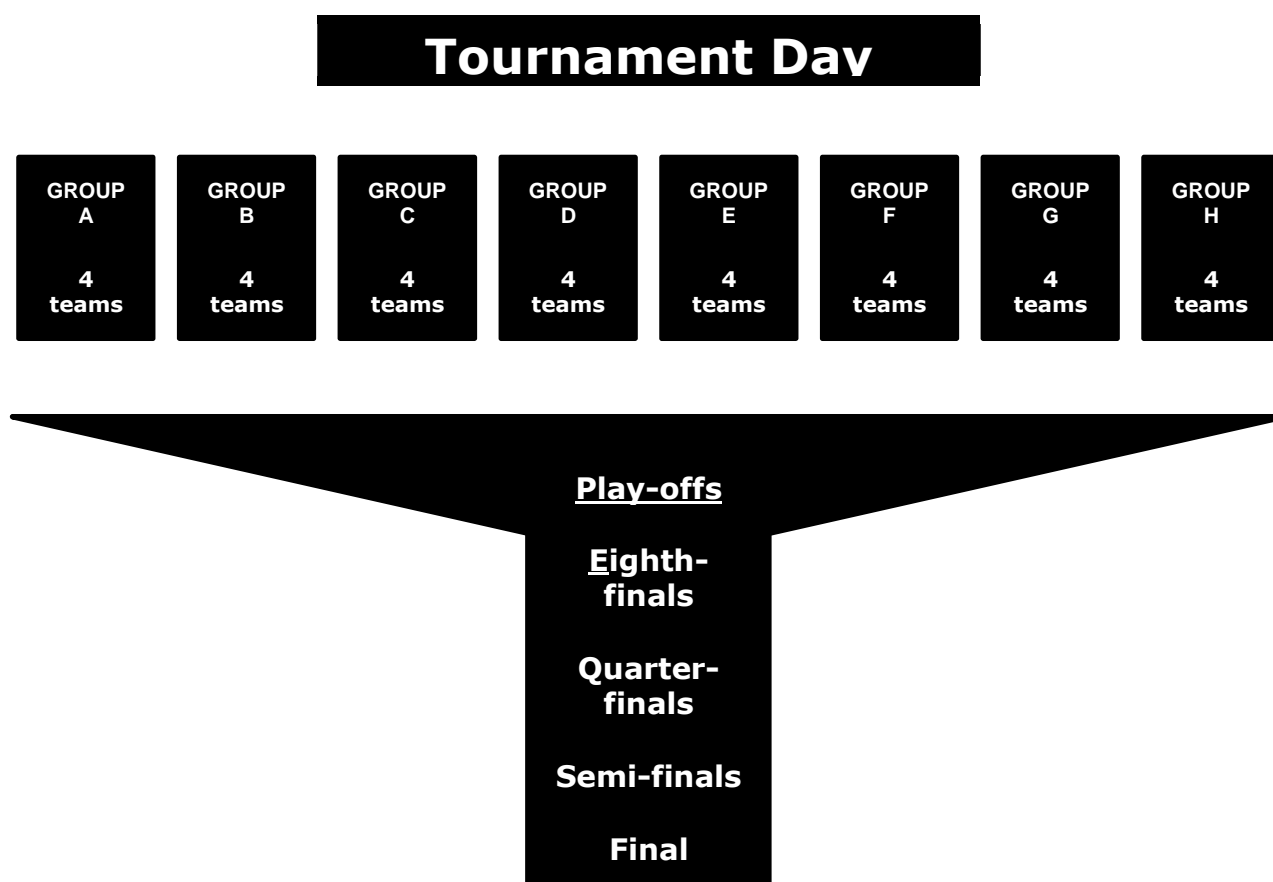 Tournament Day
GROUP
A
4
teams
GROUP
B
4
teams
GROUP
C
4
teams
GROUP
D
4
teams
GROUP
E
4
teams
GROUP
F
4
teams
GROUP
G
4
teams
GROUP
H
4
teams
Play-offs
Eighth-
finals
Quarter-
finals
Semi-finals
Final